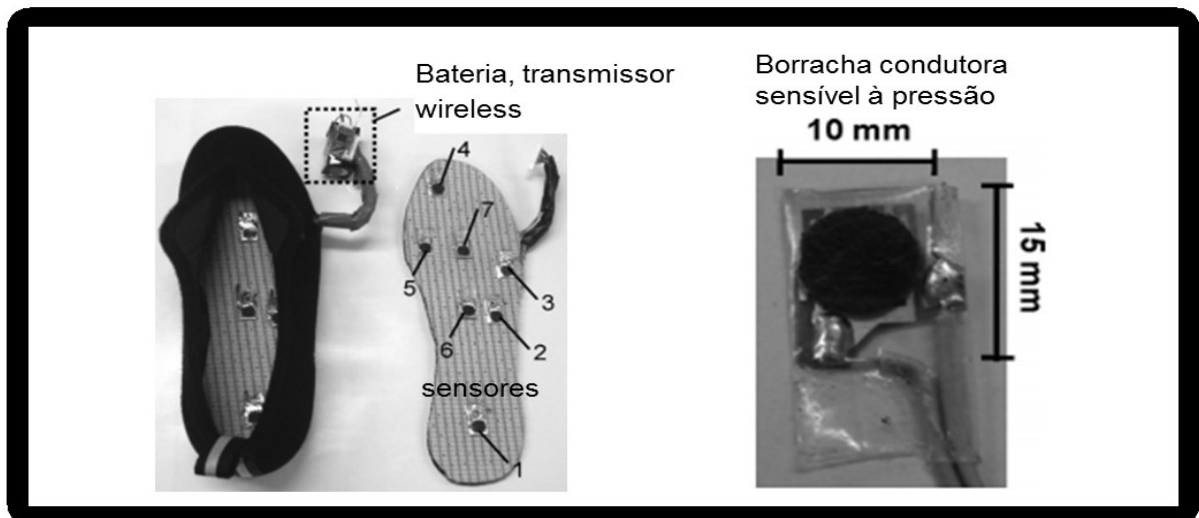 Bateria, transmissor
wireless
4
7
5
3
6
2
sensores
1
Borracha condutora
sensível à pressão
10 mm
15 mm